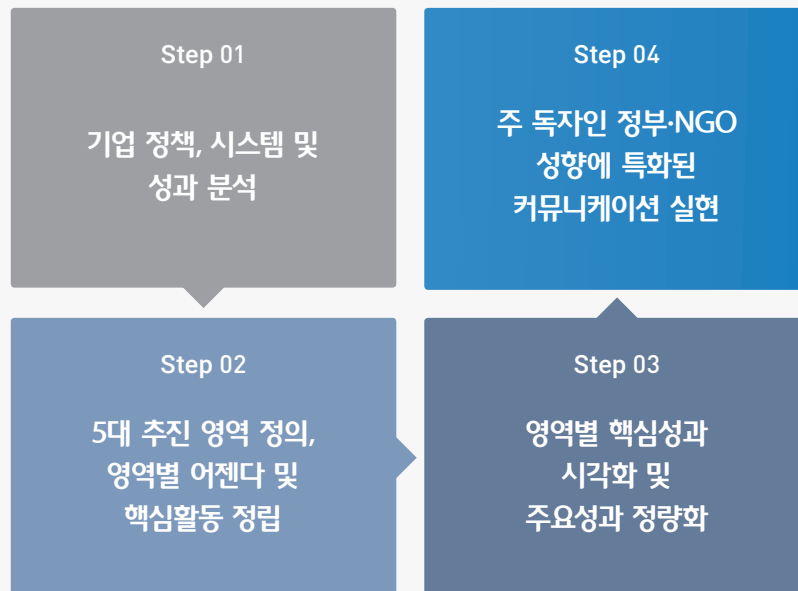 Step 01
기업 정책, 시스템 및
성과 분석
Step 02
5대 추진 영역 정의,
영역별 어젠다 및
핵심활동 정립
Step 03
영역별 핵심성과
시각화 및
주요성과 정량화
Step 04
주 독자인 정부·NGO
성향에 특화된
커뮤니케이션 실현